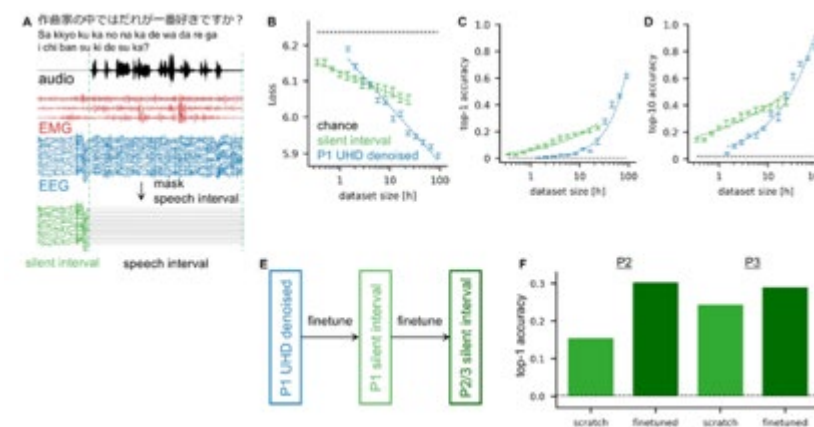 A
作曲家の中ではだれが一番好きですか？
Sa kkyo ku ka no na ka de wa da re ga
i chi ban su ki de su ka?
audio
EMG
EEG
mask
speech interval
silent interval
speech interval
B
Loss
6.2
6.1
6.0
5.9
chance
silent interval
P1 UHD denoised
1
10
100
dataset size [h]
C
top-1 accuracy
1.0
0.8
0.6
0.4
0.2
0
1
10
100
dataset size [h]
D
top-10 accuracy
1.0
0.8
0.6
0.4
0.2
0
1
10
dataset size [h]
E
P1 UHD denoised
finetune
P1 silent interval
finetune
P2/3 silent interval
F
P2
P3
top-1 accuracy
0.3
0.2
0.1
0.0
scratch
finetuned
scratch
finetuned